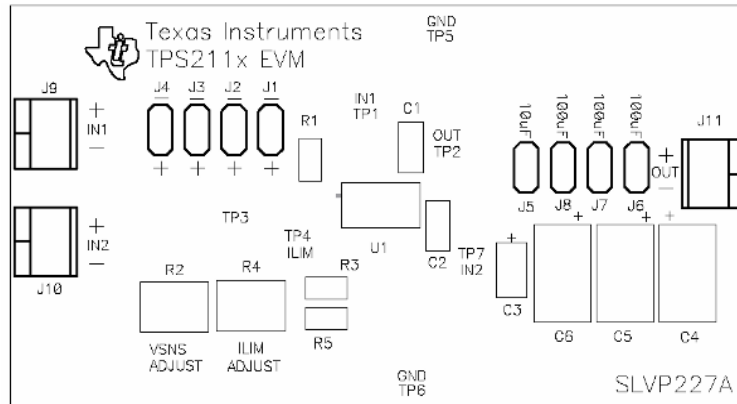 GND
TP5
Texas Instruments
TPS211x EVM
J9
J4
J3
J2
J1
IN1
TP1
C1
R1
OUT
TP2
10uF
100uF
100uF
100uF
J11
+
IN1
-
+
+
+
+
+
OUT
-
J5
J8
J7
J6
+
IN2
-
J10
TP3
TP4
ILIM
U1
C2
TP7
IN2
+
+
+
+
R2
R4
R3
R5
C3
C6
C5
C4
VSNS
ADJUST
ILIM
ADJUST
GND
TP6
SLVP227A